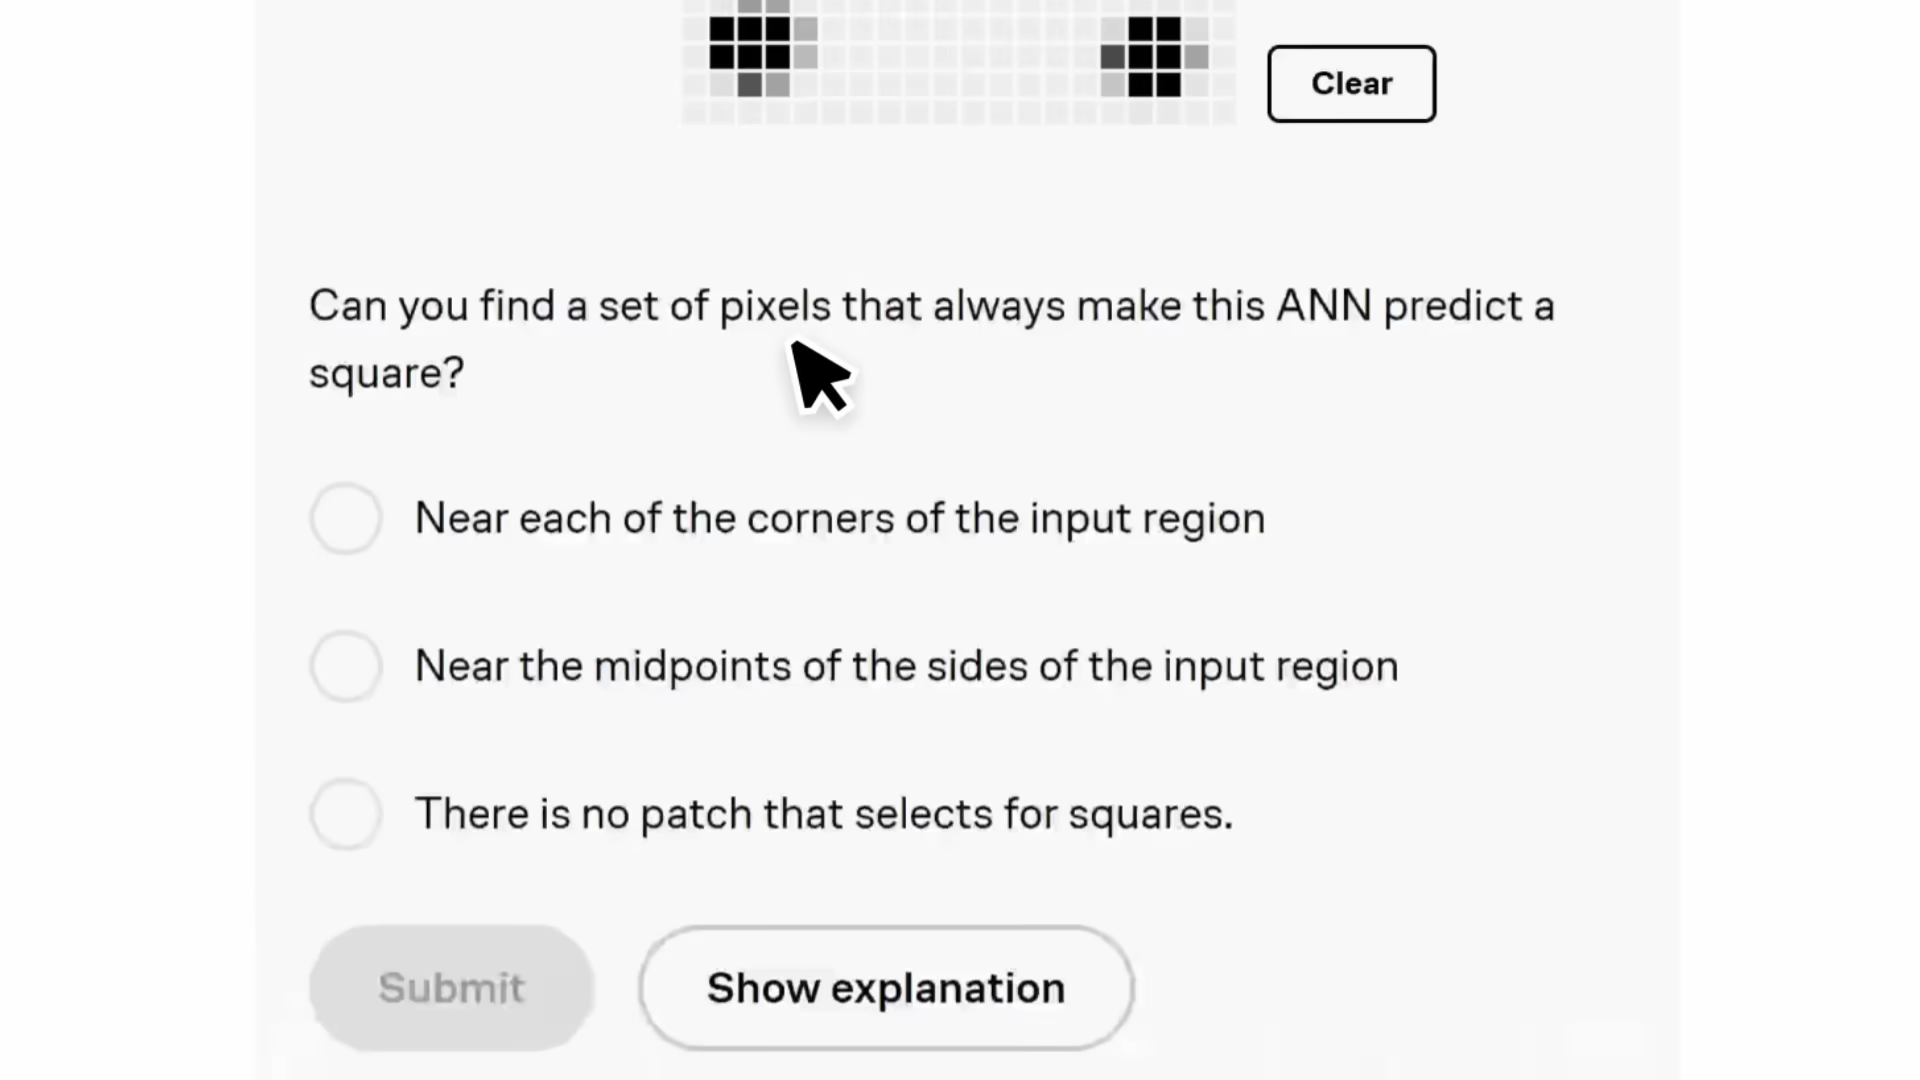 Clear
Can you find a set of pixels that always make this ANN predict a
square?
Near each of the corners of the input region
Near the midpoints of the sides of the input region
There is no patch that selects for squares.
Submit
Show explanation